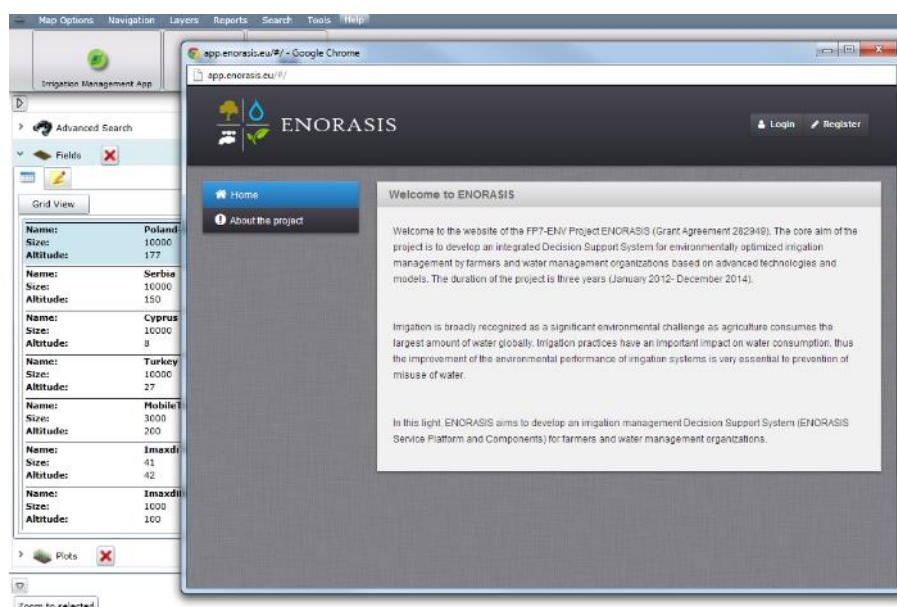 Map Options Navigation Layers Reports Search Tools Help
Irrigation Management App
app.enorasis.eu/#/ - Google Chrome
app.enorasis.eu/#/
ENORASIS
Login Register
Advanced Search
Fields
Grid View
Name: Poland-
Size: 10000
Altitude: 177
Name: Serbia
Size: 10000
Altitude: 150
Name: Cyprus
Size: 10000
Altitude: 8
Name: Turkey
Size: 10000
Altitude: 27
Name: MobileT
Size: 3000
Altitude: 200
Name: Imaxdi
Size: 41
Altitude: 42
Name: Imaxdi
Size: 1000
Altitude: 100
Plots
Zoom to selected
Home
About the project
Welcome to ENORASIS
Welcome to the website of the FP7-ENV Project ENORASIS (Grant Agreement 282949). The core aim of the
project is to develop an integrated Decision Support System for environmentally optimized irrigation
management by farmers and water management organizations based on advanced technologies and
models. The duration of the project is three years (January 2012- December 2014).
Irrigation is broadly recognized as a significant environmental challenge as agriculture consumes the
largest amount of water globally. Irrigation practices have an important impact on water consumption, thus
the improvement of the environmental performance of irrigation systems is very essential to prevention of
misuse of water.
In this light, ENORASIS aims to develop an irrigation management Decision Support System (ENORASIS
Service Platform and Components) for farmers and water management organizations.